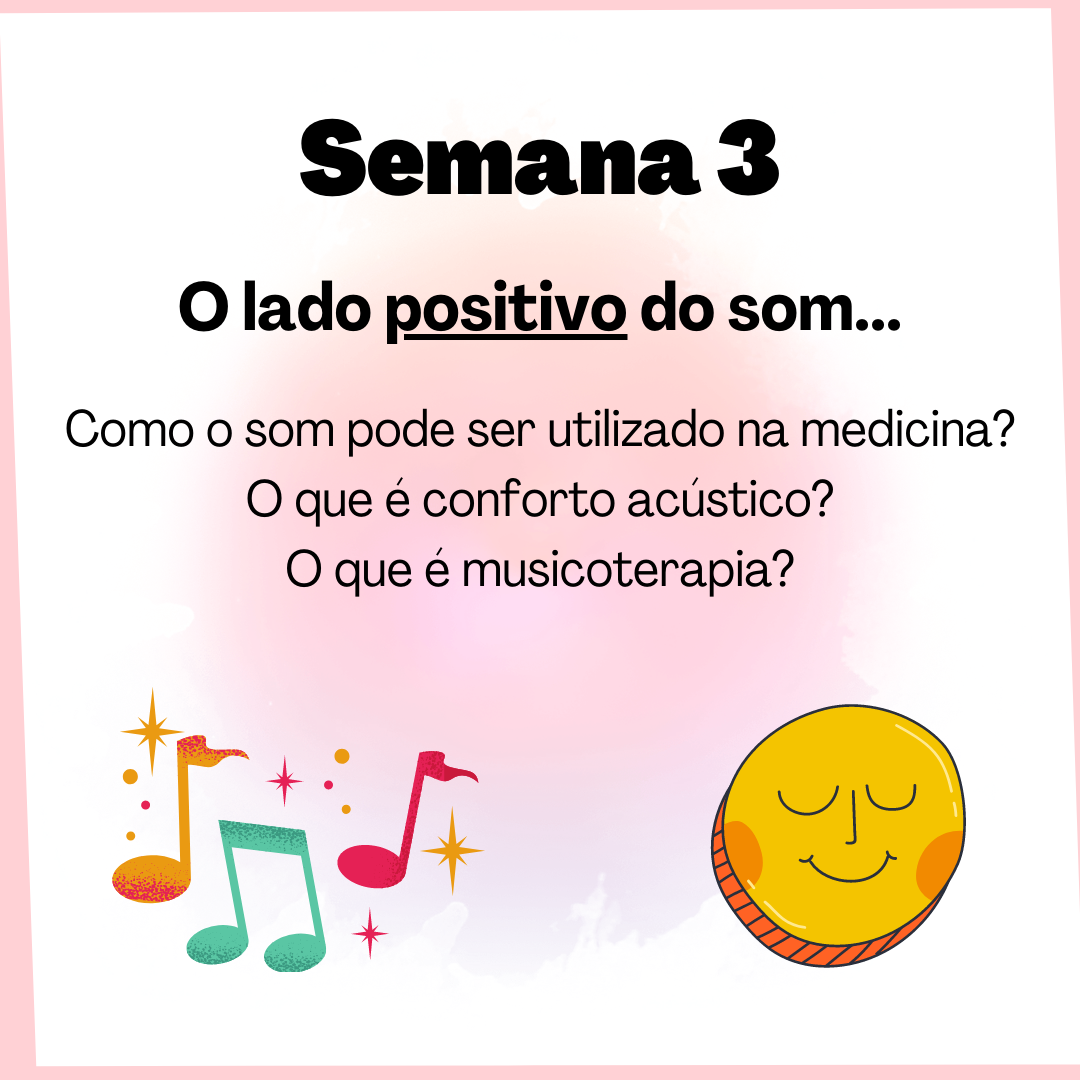 Semana 3
O lado positivo do som...
Como o som pode ser utilizado na medicina?
O que é conforto acústico?
O que é musicoterapia?